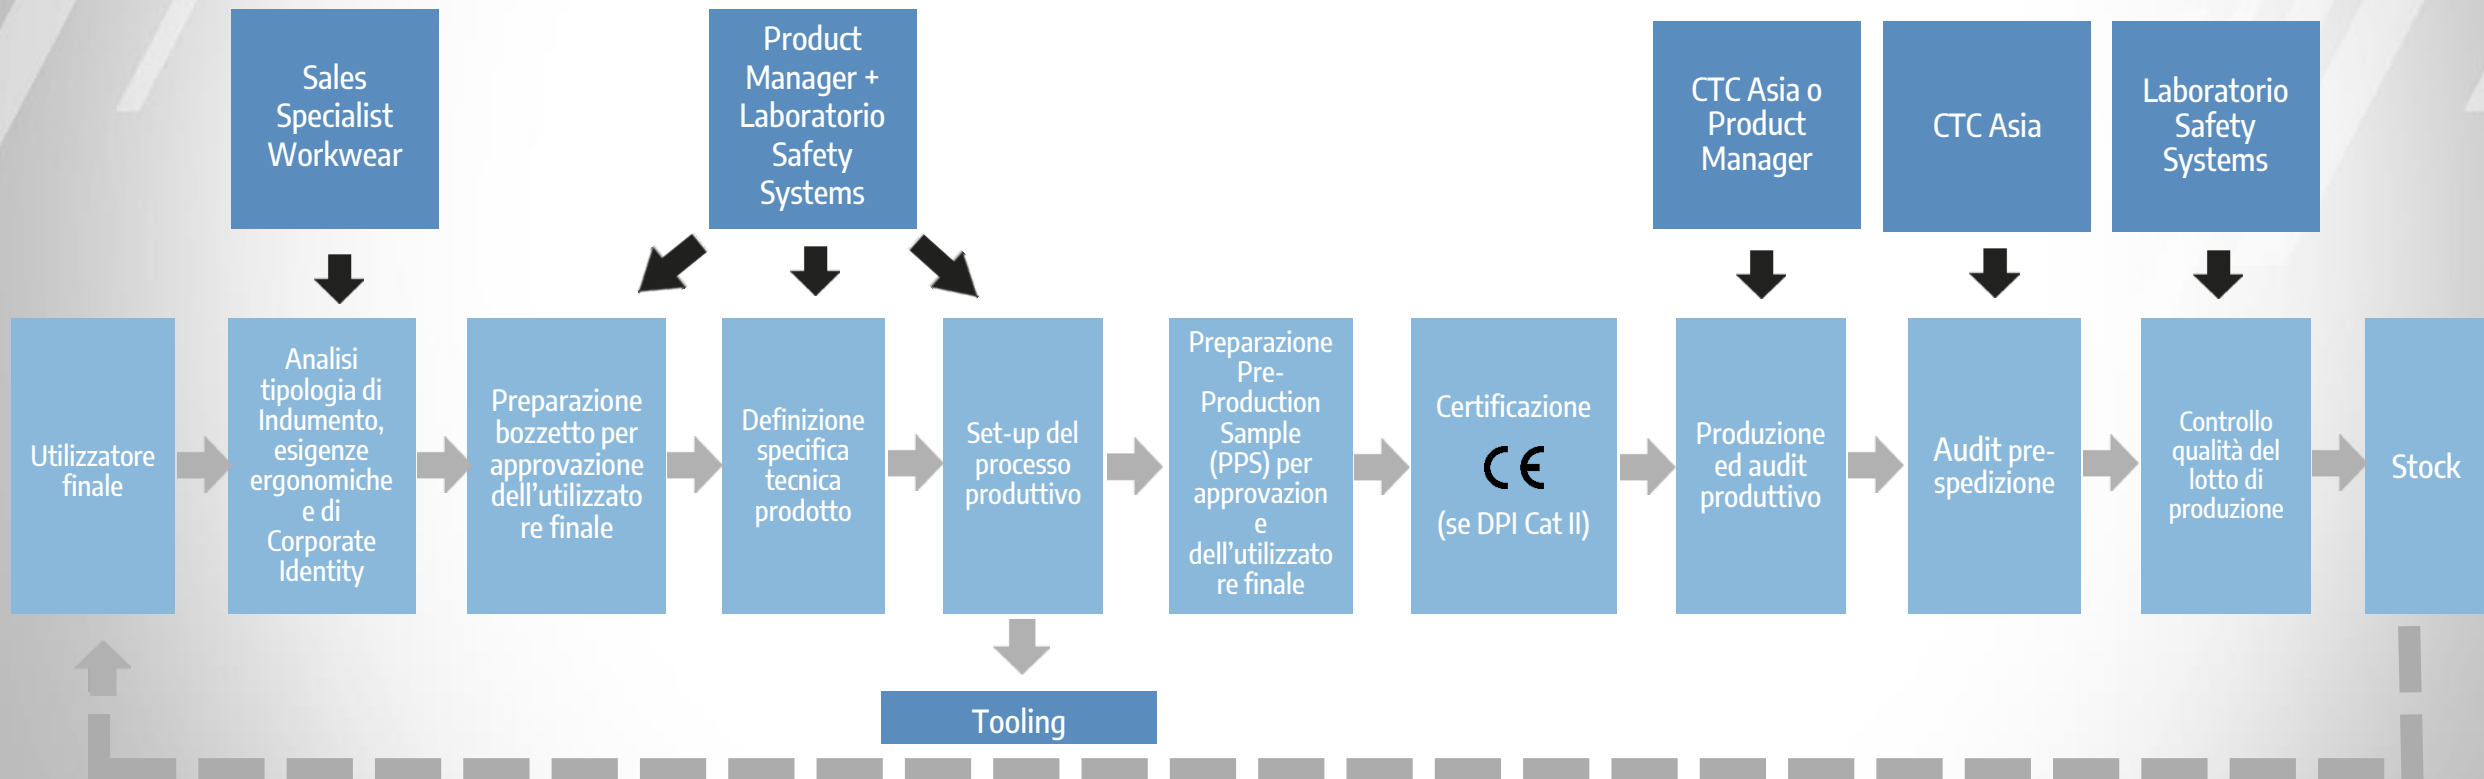 Sales
Specialist
Workwear
Product
Manager +
Laboratorio
Safety
Systems
CTC Asia o
Product
Manager
CTC Asia
Laboratorio
Safety
Systems
Utilizzatore
finale
Analisi
tipologia di
Indumento,
esigenze
ergonomiche
e di
Corporate
Identity
Preparazione
bozzetto per
approvazione
dell'utilizzato
re finale
Definizione
specifica
tecnica
prodotto
Set-up del
processo
produttivo
Preparazione
Pre-
Production
Sample
(PPS) per
approvazion
e
dell'utilizzato
re finale
Certificazione
CE
(se DPI Cat II)
Produzione
ed audit
produttivo
Audit pre-
spedizione
Controllo
qualità del
lotto di
produzione
Stock
Tooling